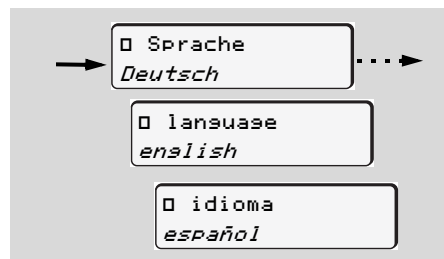 □ Sprache
Deutsch
□ language
english
□ idioma
español